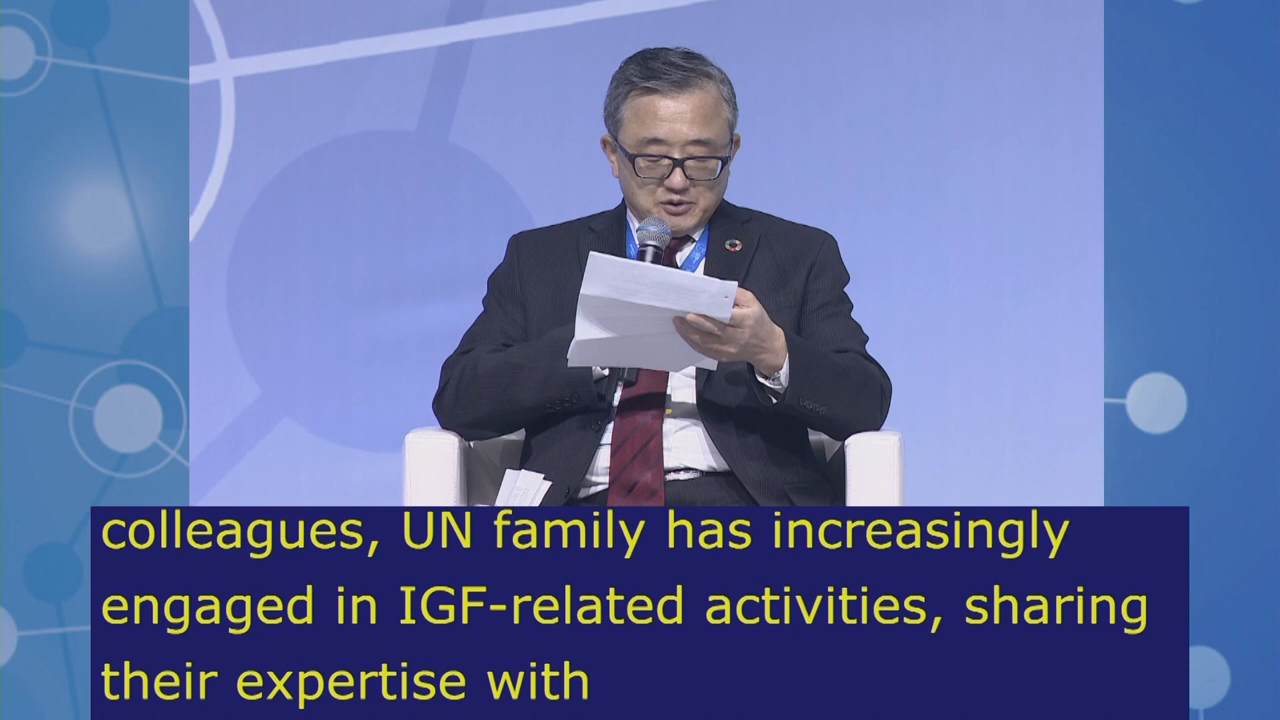 colleagues, UN family has increasingly
engaged in IGF-related activities, sharing
their expertise with